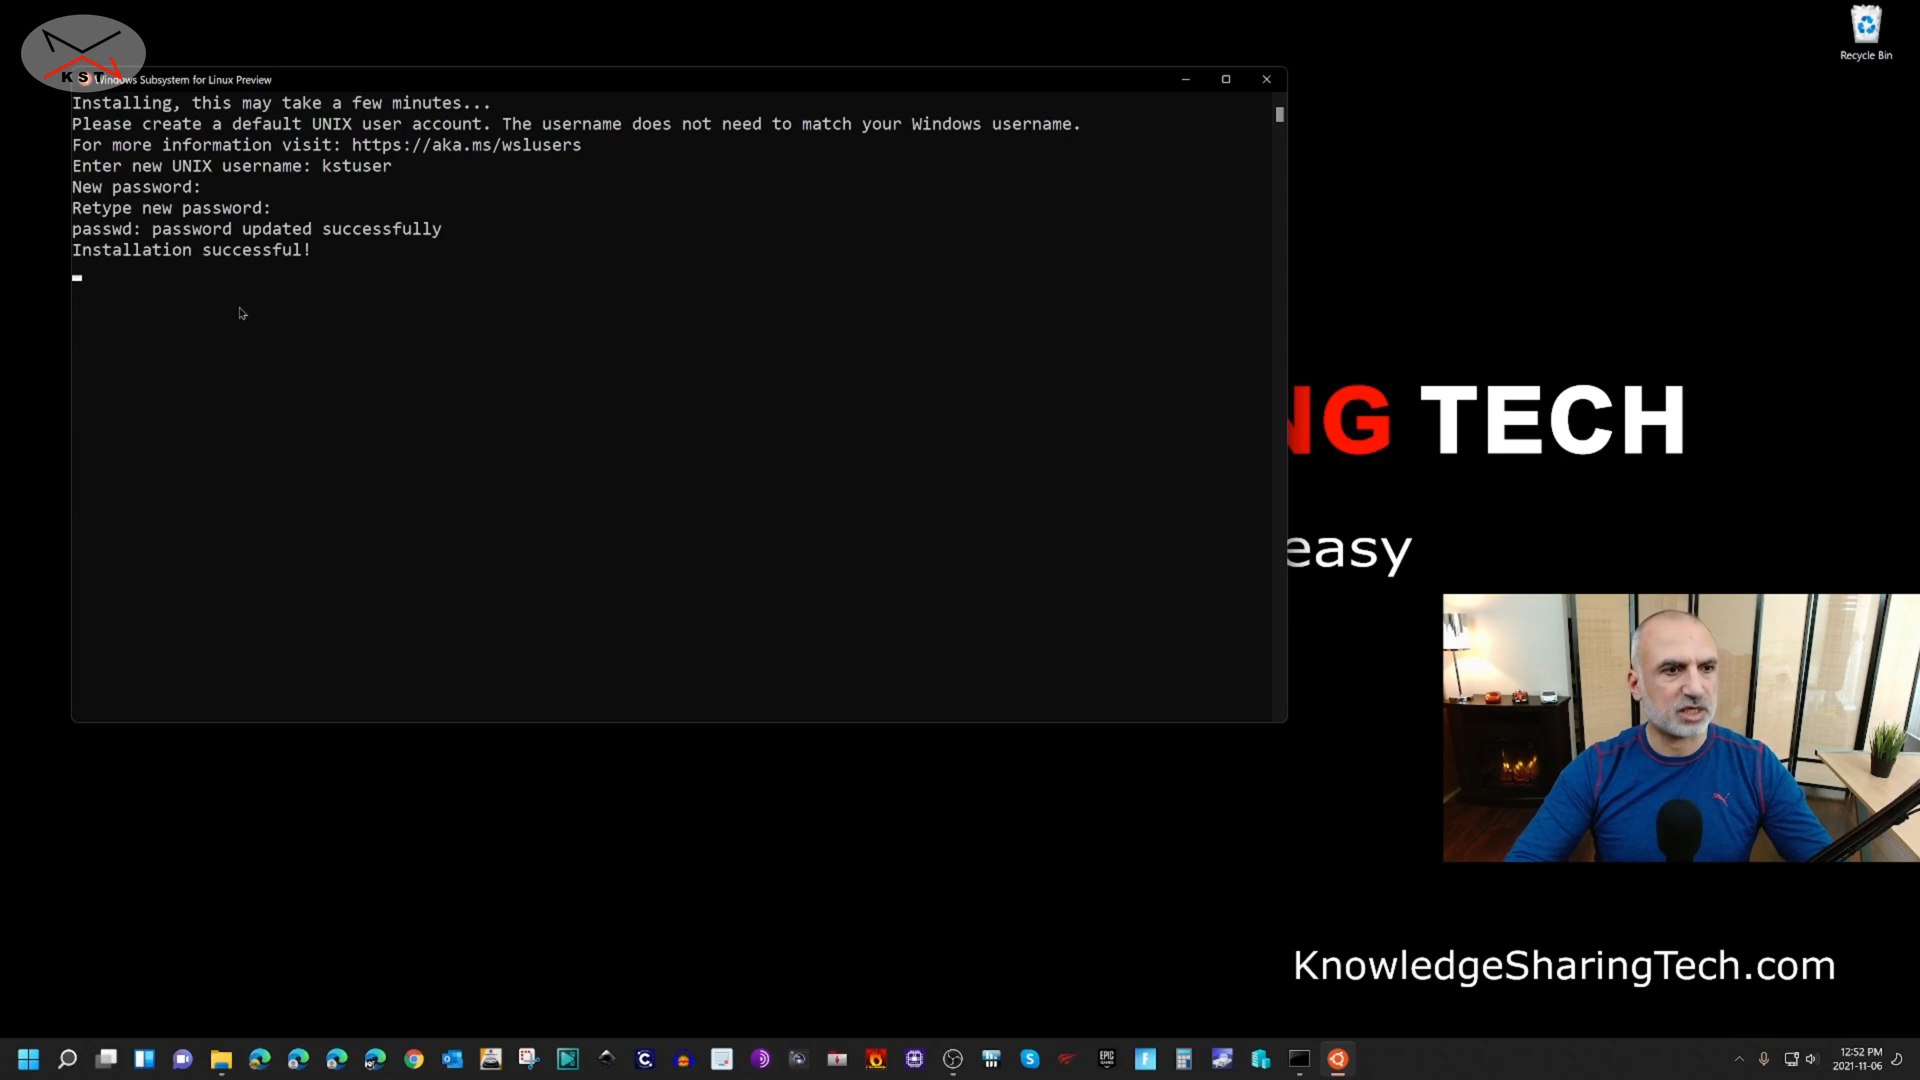 KST
Windows Subsystem for Linux Preview
Recycle Bin
Installing, this may take a few minutes...
Please create a default UNIX user account. The username does not need to match your Windows username.
For more information visit: https://aka.ms/wslusers
Enter new UNIX username: kstuser
New password:
Retype new password:
passwd: password updated successfully
Installation successful!
NG TECH
easy
KnowledgeSharingTech.com
EPIC
12:52 PM
2021-11-06